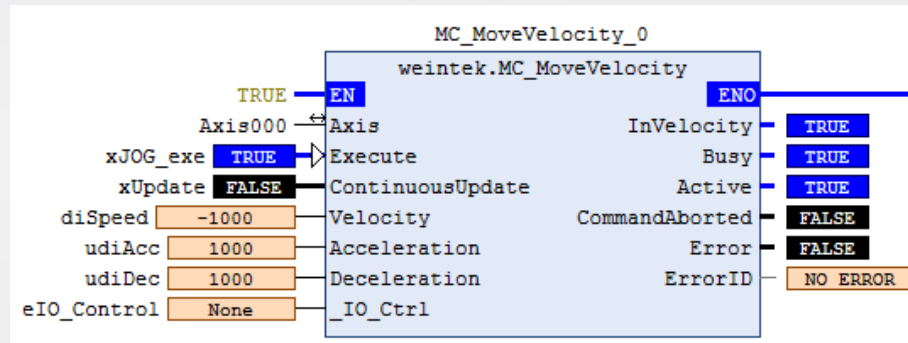 MC_MoveVelocity_0
weintek.MC_MoveVelocity
TRUE EN ENO
Axis000 Axis InVelocity TRUE
xJOG_exe TRUE Execute Busy TRUE
xUpdate FALSE ContinuousUpdate Active TRUE
diSpeed -1000 Velocity CommandAborted FALSE
udiAcc 1000 Acceleration Error FALSE
udiDec 1000 Deceleration ErrorID NO ERROR
eIO_Control None _IO_Ctrl